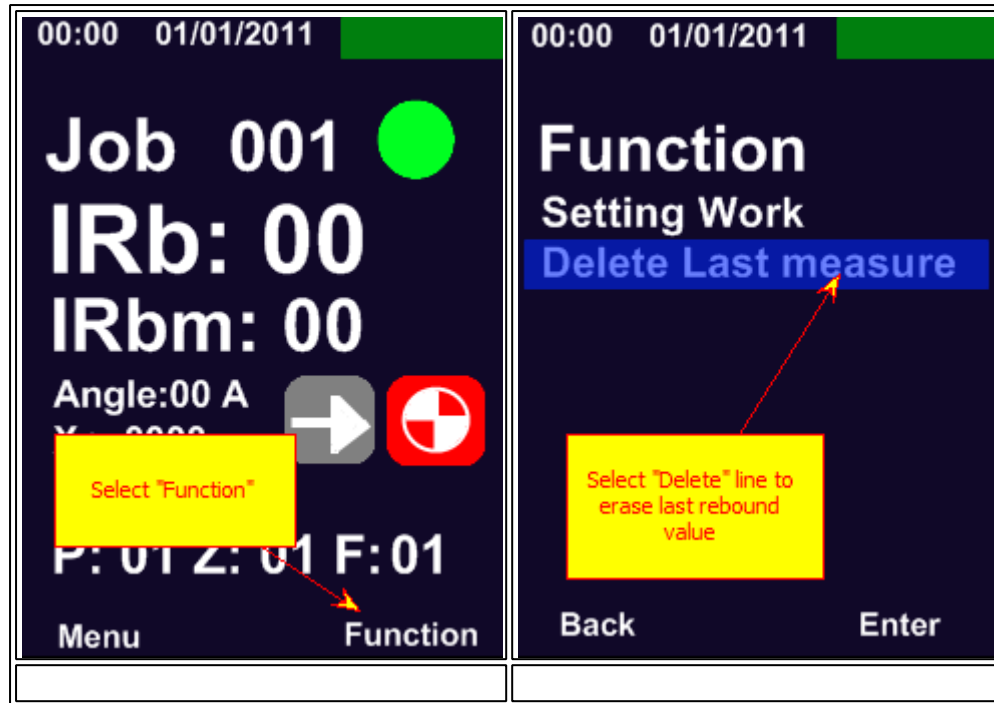 00:00 01/01/2011
Job 001
IRb: 00
IRbm: 00
Angle:00 A
Select "Function"
P: 01 Z: 01 F: 01
Menu Function
00:00 01/01/2011
Function
Setting Work
Delete Last measure
Select "Delete" line to
erase last rebound
value
Back Enter